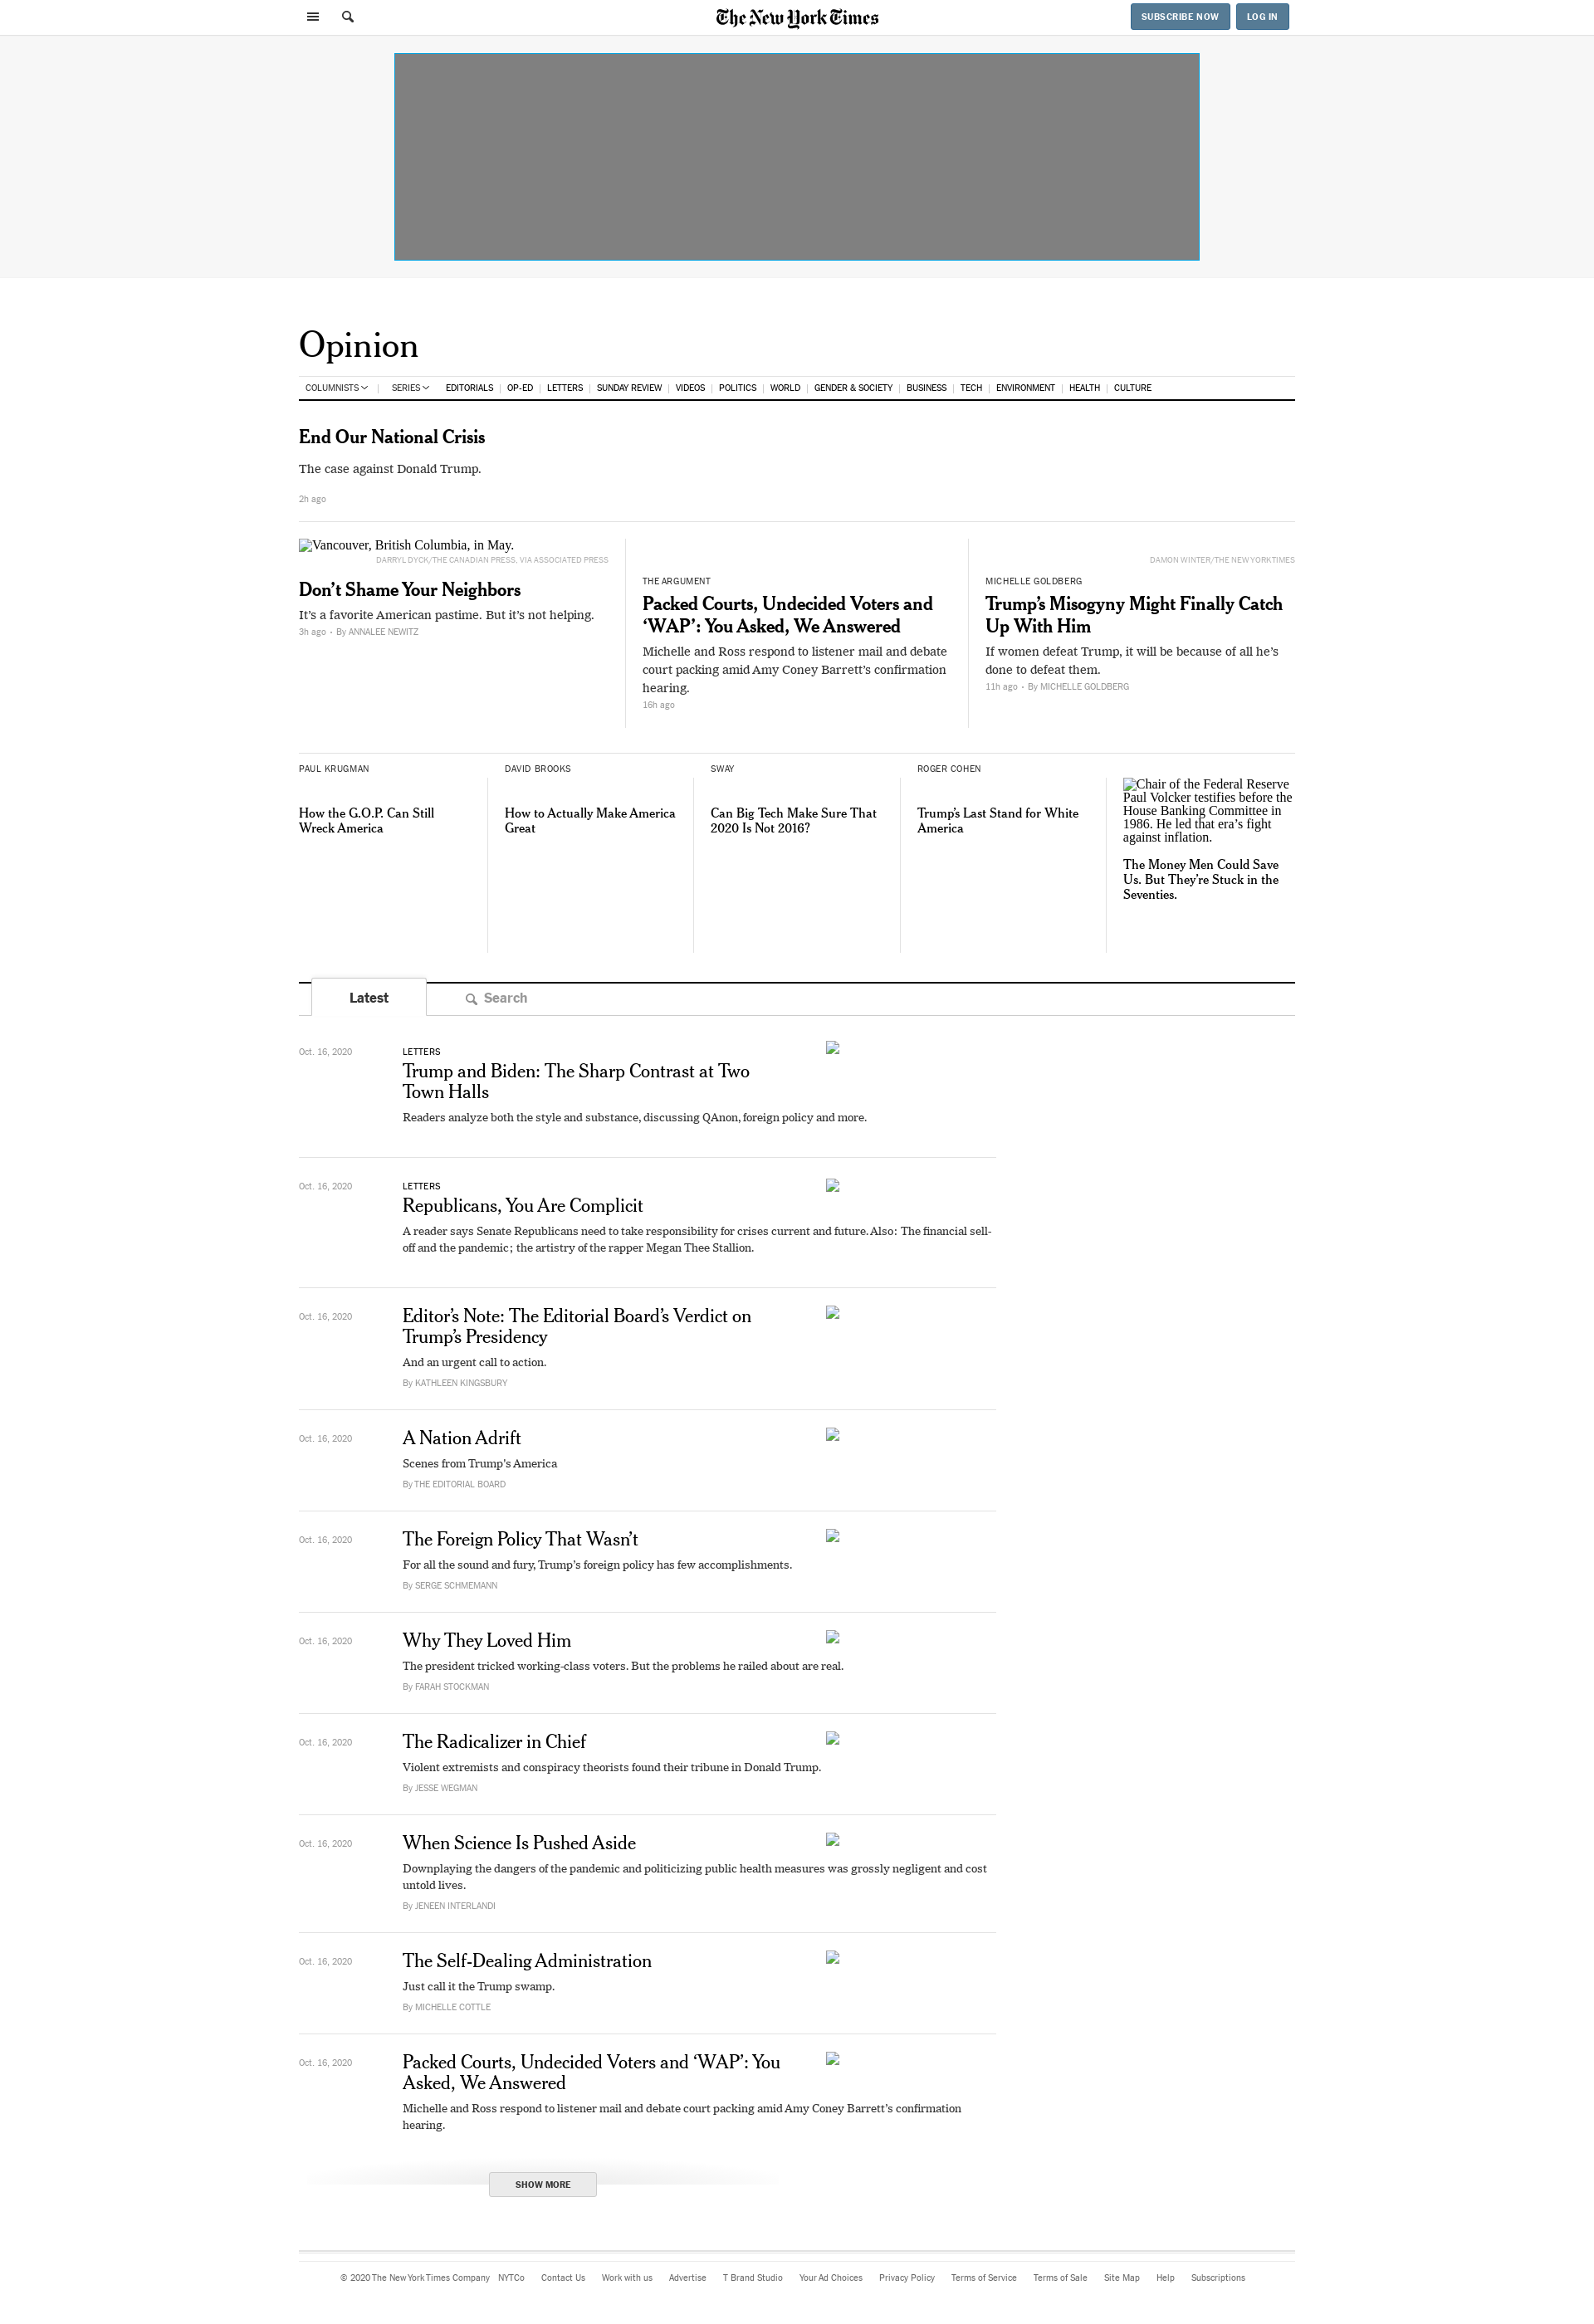 The New York Times
SUBSCRIBE NOW
LOG IN
Opinion
COLUMNISTS
SERIES
EDITORIALS
OP-ED
LETTERS
SUNDAY REVIEW
VIDEOS
POLITICS
WORLD
GENDER & SOCIETY
BUSINESS
TECH
ENVIRONMENT
HEALTH
CULTURE
End Our National Crisis
The case against Donald Trump.
2h ago
Vancouver, British Columbia, in May.
DARRYL DYCK/THE CANADIAN PRESS, VIA ASSOCIATED PRESS
Don’t Shame Your Neighbors
It’s a favorite American pastime. But it’s not helping.
3h ago • By ANNALEE NEWITZ
THE ARGUMENT
Packed Courts, Undecided Voters and
‘WAP’: You Asked, We Answered
Michelle and Ross respond to listener mail and debate
court packing amid Amy Coney Barrett’s confirmation
hearing.
16h ago
DAMON WINTER/THE NEW YORK TIMES
MICHELLE GOLDBERG
Trump’s Misogyny Might Finally Catch
Up With Him
If women defeat Trump, it will be because of all he’s
done to defeat them.
11h ago • By MICHELLE GOLDBERG
PAUL KRUGMAN
How the G.O.P. Can Still
Wreck America
DAVID BROOKS
How to Actually Make America
Great
SWAY
Can Big Tech Make Sure That
2020 Is Not 2016?
ROGER COHEN
Trump’s Last Stand for White
America
Chair of the Federal Reserve
Paul Volcker testifies before the
House Banking Committee in
1986. He led that era’s fight
against inflation.
The Money Men Could Save
Us. But They’re Stuck in the
Seventies.
Latest
Search
Oct. 16, 2020
LETTERS
Trump and Biden: The Sharp Contrast at Two
Town Halls
Readers analyze both the style and substance, discussing QAnon, foreign policy and more.
Oct. 16, 2020
LETTERS
Republicans, You Are Complicit
A reader says Senate Republicans need to take responsibility for crises current and future. Also: The financial sell-
off and the pandemic; the artistry of the rapper Megan Thee Stallion.
Oct. 16, 2020
Editor’s Note: The Editorial Board’s Verdict on
Trump’s Presidency
And an urgent call to action.
By KATHLEEN KINGSBURY
Oct. 16, 2020
A Nation Adrift
Scenes from Trump’s America
By THE EDITORIAL BOARD
Oct. 16, 2020
The Foreign Policy That Wasn’t
For all the sound and fury, Trump’s foreign policy has few accomplishments.
By SERGE SCHMEMANN
Oct. 16, 2020
Why They Loved Him
The president tricked working-class voters. But the problems he railed about are real.
By FARAH STOCKMAN
Oct. 16, 2020
The Radicalizer in Chief
Violent extremists and conspiracy theorists found their tribune in Donald Trump.
By JESSE WEGMAN
Oct. 16, 2020
When Science Is Pushed Aside
Downplaying the dangers of the pandemic and politicizing public health measures was grossly negligent and cost
untold lives.
By JENEEN INTERLANDI
Oct. 16, 2020
The Self-Dealing Administration
Just call it the Trump swamp.
By MICHELLE COTTLE
Oct. 16, 2020
Packed Courts, Undecided Voters and ‘WAP’: You
Asked, We Answered
Michelle and Ross respond to listener mail and debate court packing amid Amy Coney Barrett’s confirmation
hearing.
SHOW MORE
© 2020 The New York Times Company
NYTCo
Contact Us
Work with us
Advertise
T Brand Studio
Your Ad Choices
Privacy Policy
Terms of Service
Terms of Sale
Site Map
Help
Subscriptions